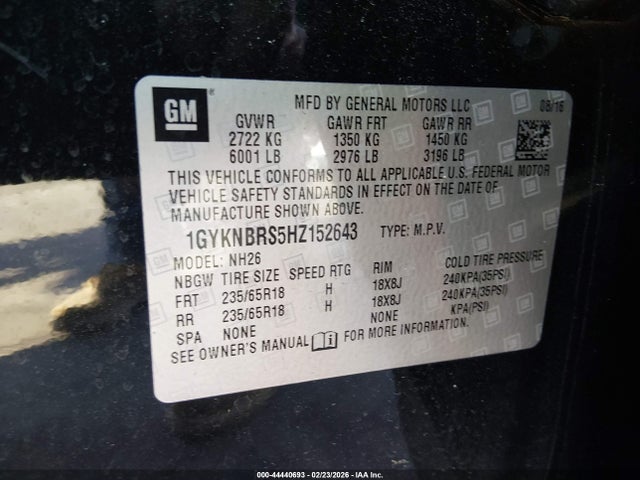 GM
®
MFD BY GENERAL MOTORS LLC 08/16
GVWR GAWR FRT GAWR RR
2722 KG 1350 KG 1450 KG
6001 LB 2976 LB 3196 LB
THIS VEHICLE CONFORMS TO ALL APPLICABLE U.S. FEDERAL MOTOR
VEHICLE SAFETY STANDARDS IN EFFECT ON THE DATE OF
MANUFACTURE SHOWN ABOVE.
1GYKNBRS5HZ152643 TYPE: M.P.V.
MODEL: NH26
NBGW TIRE SIZE SPEED RTG RIM COLD TIRE PRESSURE
FRT 235/65R18 H 18X8J 240KPA(35PSI)
RR 235/65R18 H 18X8J 240KPA(35PSI)
SPA NONE NONE KPA(PSI)
SEE OWNER'S MANUAL FOR MORE INFORMATION.
000-44440693 - 02/23/2026 - IAA Inc.